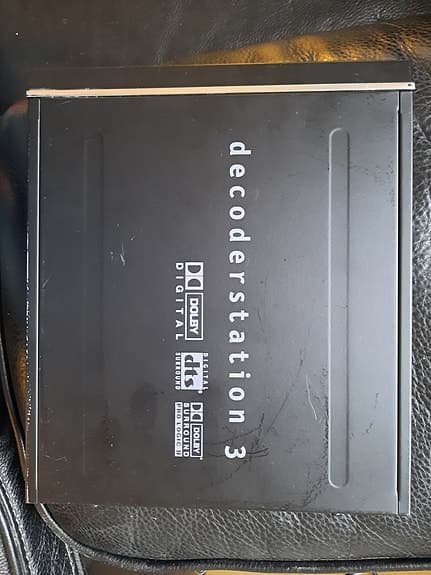 decoderstation 3
DOLBY
DIGITAL
dts
DIGITAL
SURROUND
DOLBY
SURROUND
PRO LOGIC II